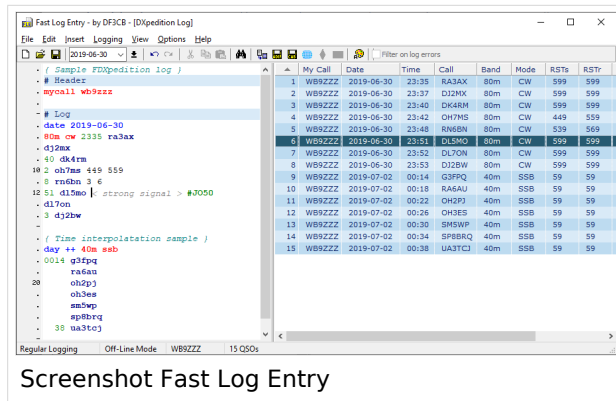 Fast Log Entry - by DF3CB - [DXpedition Log]
File Edit Insert Logging View Options Help
2019-06-30 Filter on log errors
{ Sample FDXpedition log }
# Header
mycall wb9zzz
# Log
date 2019-06-30
80m cw 2335 ra3ax
dj2mx
40 dk4rm
10 2 oh7ms 449 559
8 rn6bn 3 6
12 51 dl5mo < strong signal > #JO50
dl7on
3 dj2bw
{ Time interpolatation sample }
day ++ 40m ssb
0014 g3fpq
ra6au
20 oh2pj
oh3es
sm5wp
sp8brq
38 ua3tcj
My Call Date Time Call Band Mode RSTs RSTr
1 WB9ZZZ 2019-06-30 23:35 RA3AX 80m CW 599 599
2 WB9ZZZ 2019-06-30 23:37 DJ2MX 80m CW 599 599
3 WB9ZZZ 2019-06-30 23:40 DK4RM 80m CW 599 599
4 WB9ZZZ 2019-06-30 23:42 OH7MS 80m CW 449 559
5 WB9ZZZ 2019-06-30 23:48 RN6BN 80m CW 539 569
6 WB9ZZZ 2019-06-30 23:51 DL5MO 80m CW 599 599
7 WB9ZZZ 2019-06-30 23:52 DL7ON 80m CW 599 599
8 WB9ZZZ 2019-06-30 23:53 DJ2BW 80m CW 599 599
9 WB9ZZZ 2019-07-02 00:14 G3FPQ 40m SSB 59 59
10 WB9ZZZ 2019-07-02 00:18 RA6AU 40m SSB 59 59
11 WB9ZZZ 2019-07-02 00:22 OH2PJ 40m SSB 59 59
12 WB9ZZZ 2019-07-02 00:26 OH3ES 40m SSB 59 59
13 WB9ZZZ 2019-07-02 00:30 SM5WP 40m SSB 59 59
14 WB9ZZZ 2019-07-02 00:34 SP8BRQ 40m SSB 59 59
15 WB9ZZZ 2019-07-02 00:38 UA3TCJ 40m SSB 59 59
Regular Logging Off-Line Mode WB9ZZZ 15 QSOs
Screenshot Fast Log Entry